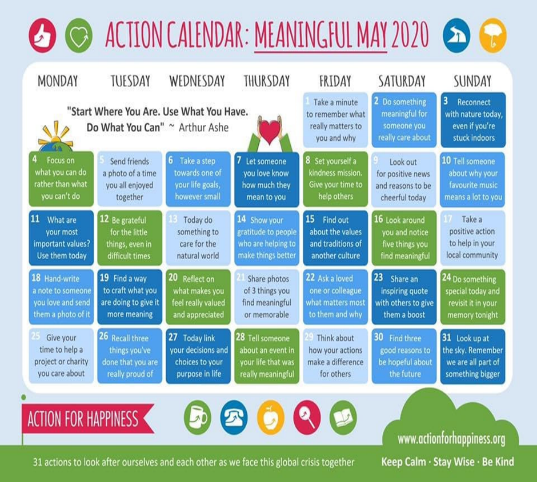 ACTION CALENDAR: MEANINGFUL MAY 2020
MONDAY TUESDAY WEDNESDAY THURSDAY FRIDAY SATURDAY SUNDAY
"Start Where You Are. Use What You Have.
Do What You Can" ~ Arthur Ashe
1 Take a minute
to remember what
really matters to
you and why
2 Do something
meaningful for
someone you
really care about
3 Reconnect
with nature today,
even if you're
stuck indoors
4 Focus on
what you can do
rather than what
you can't do
5 Send friends
a photo of a time
you all enjoyed
together
6 Take a step
towards one of
your life goals,
however small
7 Let someone
you love know
how much they
mean to you
8 Set yourself a
kindness mission.
Give your time to
help others
9 Look out
for positive news
and reasons to be
cheerful today
10 Tell someone
about why your
favourite music
means a lot to you
11 What are
your most
important values?
Use them today
12 Be grateful
for the little
things, even in
difficult times
13 Today do
something to
care for the
natural world
14 Show your
gratitude to people
who are helping to
make things better
15 Find out
about the values
and traditions of
another culture
16 Look around
you and notice
five things you
find meaningful
17 Take a
positive action
to help in your
local community
18 Hand-write
a note to someone
you love and send
them a photo of it
19 Find a way
to craft what you
are doing to give it
more meaning
20 Reflect on
what makes you
feel really valued
and appreciated
21 Share photos
of 3 things you
find meaningful
or memorable
22 Ask a loved
one or colleague
what matters most
to them and why
23 Share an
inspiring quote
with others to give
them a boost
24 Do something
special today and
revisit it in your
memory tonight
25 Give your
time to help a
project or charity
you care about
26 Recall three
things you've
done that you are
really proud of
27 Today link
your decisions and
choices to your
purpose in life
28 Tell someone
about an event in
your life that was
really meaningful
29 Think about
how your actions
make a difference
for others
30 Find three
good reasons to
be hopeful about
the future
31 Look up at
the sky. Remember
we are all part of
something bigger
ACTION FOR HAPPINESS
www.actionforhappiness.org
31 actions to look after ourselves and each other as we face this global crisis together
Keep Calm · Stay Wise · Be Kind